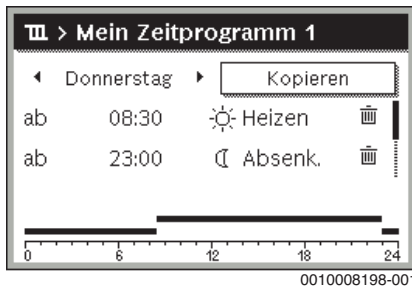 > Mein Zeitprogramm 1
Donnerstag Kopieren
ab 08:30 Heizen
ab 23:00 Absenk.
0 6 12 18 24
0010008198-001